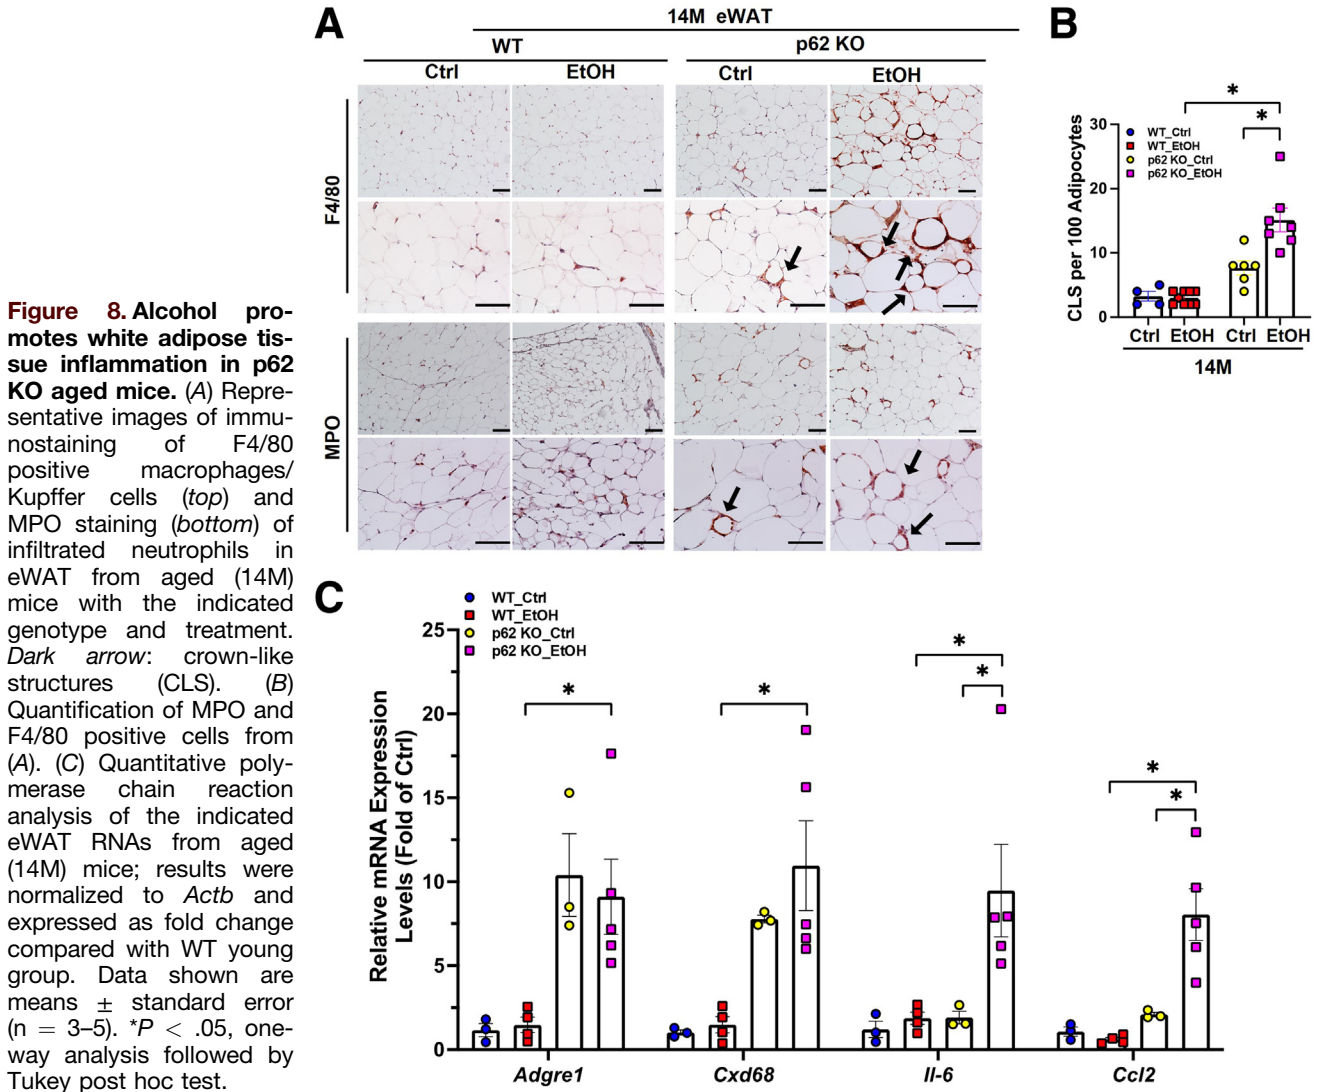 Figure 8. Alcohol pro-
motes white adipose tis-
sue inflammation in p62
KO aged mice. (A) Repre-
sentative images of immu-
nostaining of F4/80
positive macrophages/
Kupffer cells (top) and
MPO staining (bottom) of
infiltrated neutrophils in
eWAT from aged (14M)
mice with the indicated
genotype and treatment.
Dark arrow: crown-like
structures (CLS). (B)
Quantification of MPO and
F4/80 positive cells from
(A). (C) Quantitative poly-
merase chain reaction
analysis of the indicated
eWAT RNAs from aged
(14M) mice; results were
normalized to Actb and
expressed as fold change
compared with WT young
group. Data shown are
means ± standard error
(n = 3–5). *P < .05, one-
way analysis followed by
Tukey post hoc test.
A
14M eWAT
WT
p62 KO
Ctrl
EtOH
Ctrl
EtOH
F4/80
MPO
B
*
*
CLS per 100 Adipocytes
30
20
10
0
WT_Ctrl
WT_EtOH
p62 KO_Ctrl
p62 KO_EtOH
Ctrl
EtOH
Ctrl
EtOH
14M
C
WT_Ctrl
WT_EtOH
p62 KO_Ctrl
p62 KO_EtOH
Relative mRNA Expression
Levels (Fold of Ctrl)
25
20
15
10
5
0
*
*
*
*
*
*
Adgre1
Cxd68
Il-6
Ccl2